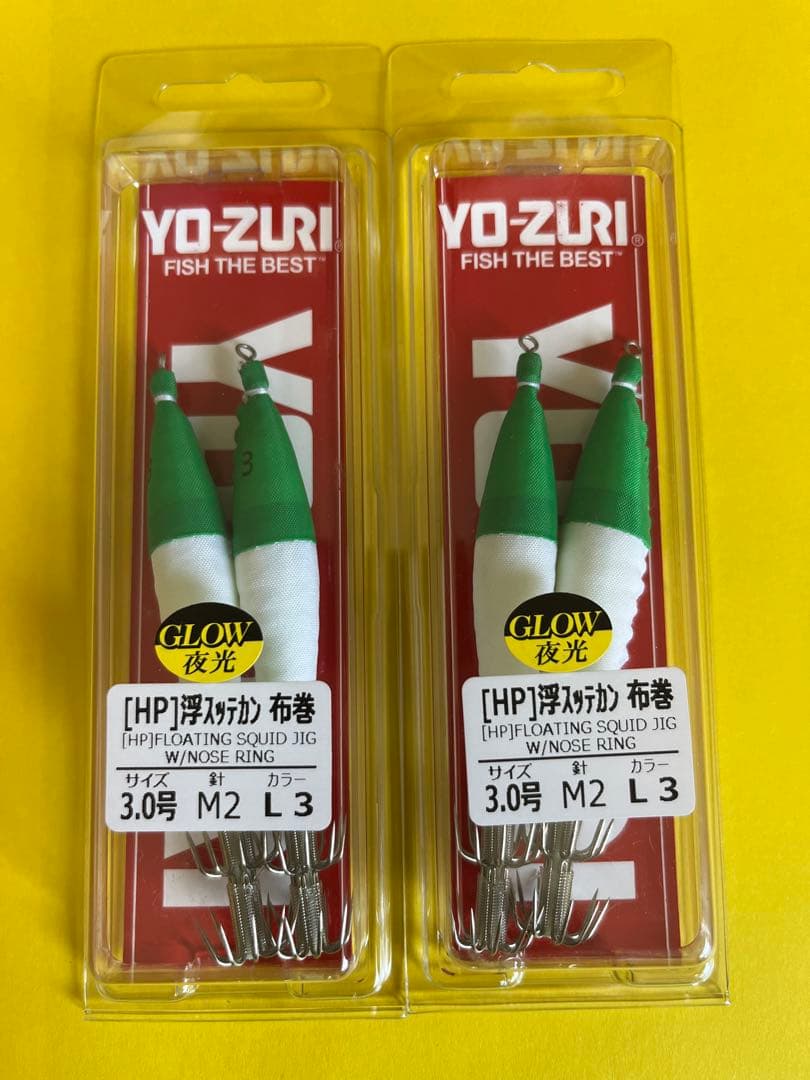 YO-ZURI®
FISH THE BEST™
3
GLOW
夜光
[HP]浮スッテカン 布巻
[HP]FLOATING SQUID JIG
W/NOSE RING
サイズ 針 カラー
3.0号 M2 L3
YO-ZURI®
FISH THE BEST™
GLOW
夜光
[HP]浮スッテカン 布巻
[HP]FLOATING SQUID JIG
W/NOSE RING
サイズ 針 カラー
3.0号 M2 L3